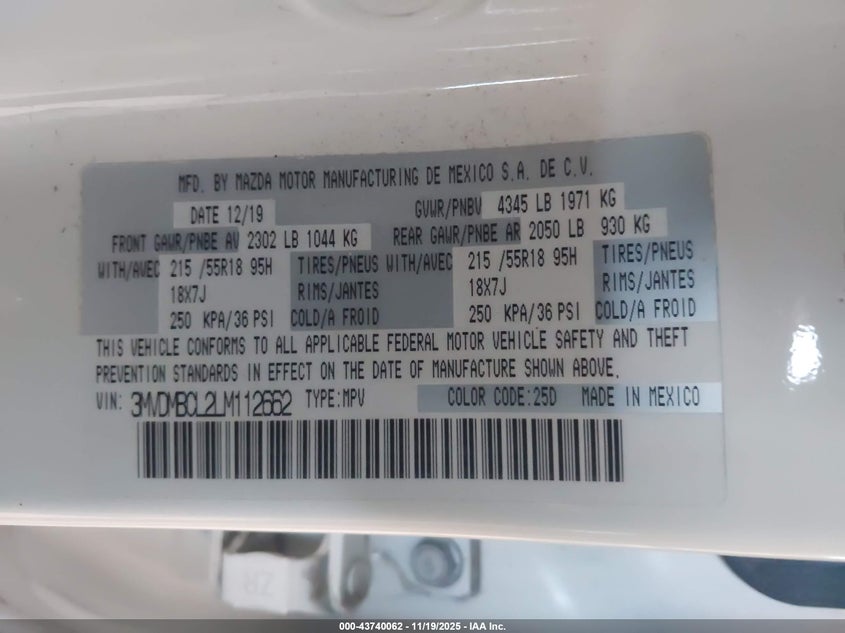 MFD. BY MAZDA MOTOR MANUFACTURING DE MEXICO S.A. DE C.V.
DATE 12/19 GVWR/PNBV 4345 LB 1971 KG
FRONT GAWR/PNBE AV 2302 LB 1044 KG REAR GAWR/PNBE AR 2050 LB 930 KG
WITH/AVEC 215 /55R18 95H TIRES/PNEUS WITH/AVEC 215 /55R18 95H TIRES/PNEUS
18X7J RIMS/JANTES 18X7J RIMS/JANTES
250 KPA/36 PSI COLD/A FROID 250 KPA/36 PSI COLD/A FROID
THIS VEHICLE CONFORMS TO ALL APPLICABLE FEDERAL MOTOR VEHICLE SAFETY AND THEFT
PREVENTION STANDARDS IN EFFECT ON THE DATE OF MANUFACTURE SHOWN ABOVE.
VIN: 3MVDMBCL2LM112662 TYPE:MPV COLOR CODE:25D MADE IN MEXICO
ZR
000-43740062 - 11/19/2025 - IAA Inc.